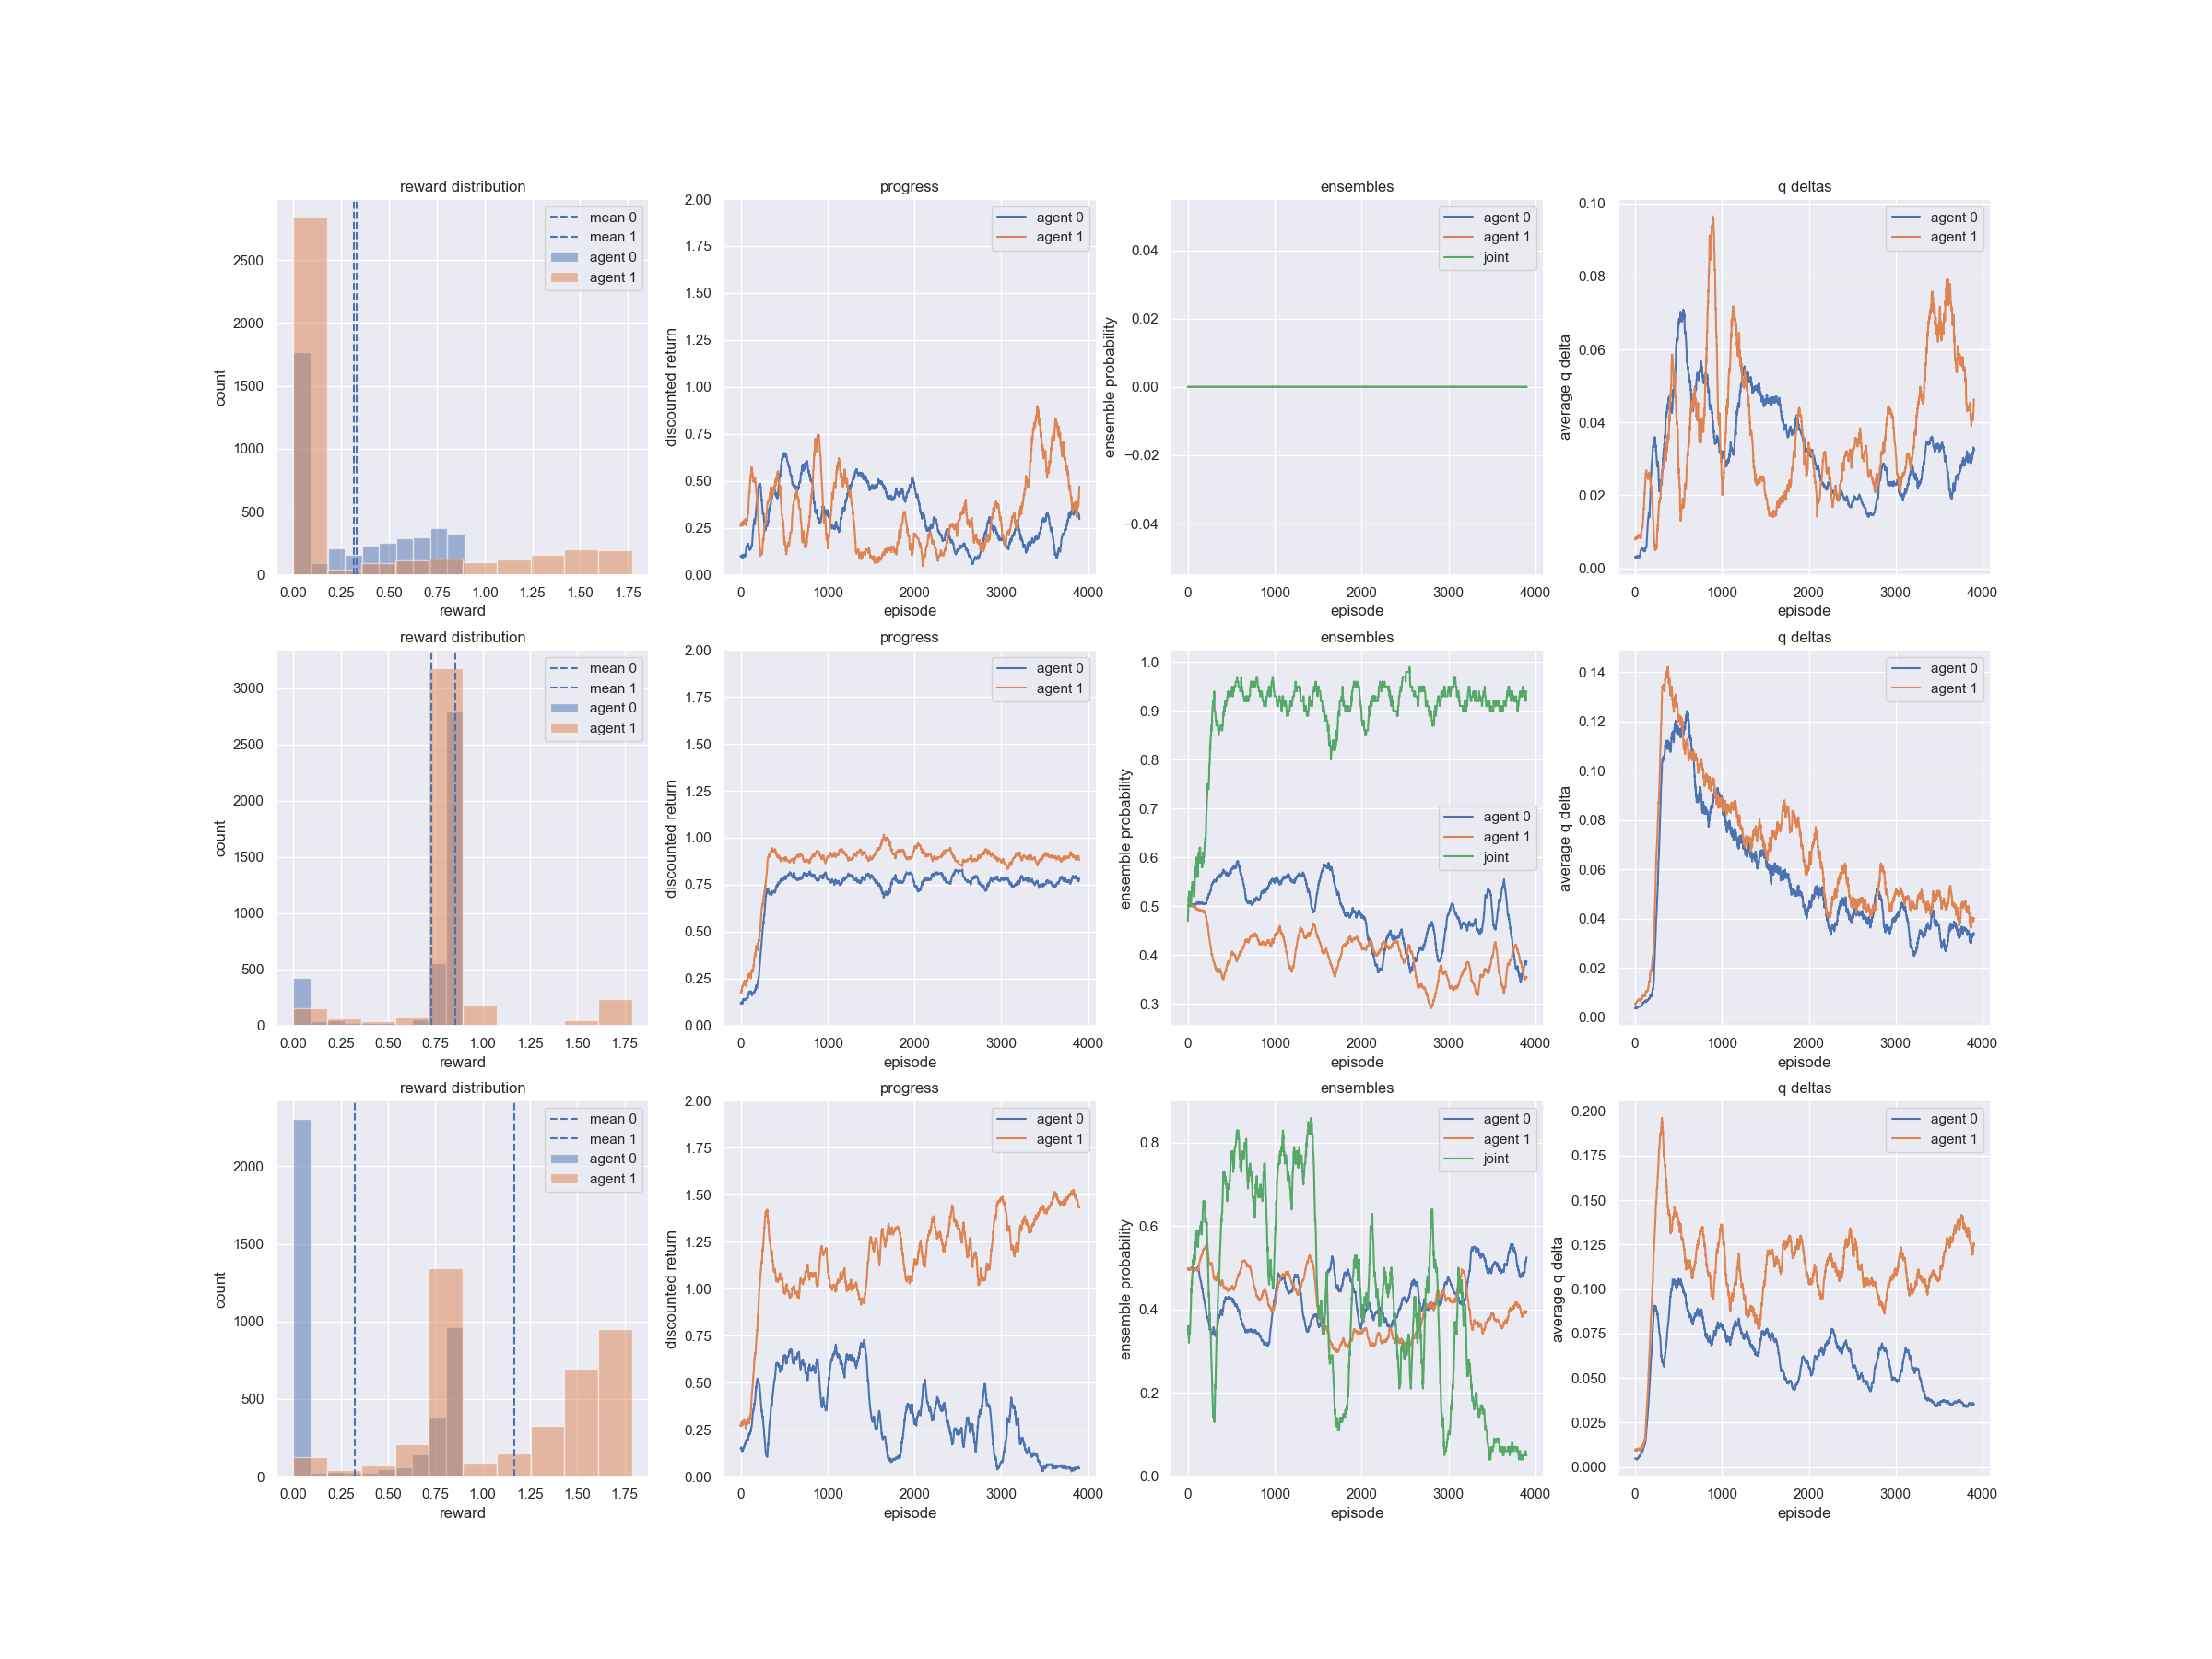 reward distribution
count
2500
2000
1500
1000
500
0
0.00 0.25 0.50 0.75 1.00 1.25 1.50 1.75
reward
mean 0
mean 1
agent 0
agent 1
progress
discounted return
2.00
1.75
1.50
1.25
1.00
0.75
0.50
0.25
0.00
0 1000 2000 3000 4000
episode
agent 0
agent 1
ensembles
ensemble probability
0.04
0.02
0.00
−0.02
−0.04
0 1000 2000 3000 4000
episode
agent 0
agent 1
joint
q deltas
average q delta
0.10
0.08
0.06
0.04
0.02
0.00
0 1000 2000 3000 4000
episode
agent 0
agent 1
reward distribution
count
3000
2500
2000
1500
1000
500
0
0.00 0.25 0.50 0.75 1.00 1.25 1.50 1.75
reward
mean 0
mean 1
agent 0
agent 1
progress
discounted return
2.00
1.75
1.50
1.25
1.00
0.75
0.50
0.25
0.00
0 1000 2000 3000 4000
episode
agent 0
agent 1
ensembles
ensemble probability
1.0
0.9
0.8
0.7
0.6
0.5
0.4
0.3
0 1000 2000 3000 4000
episode
agent 0
agent 1
joint
q deltas
average q delta
0.14
0.12
0.10
0.08
0.06
0.04
0.02
0.00
0 1000 2000 3000 4000
episode
agent 0
agent 1
reward distribution
count
2000
1500
1000
500
0
0.00 0.25 0.50 0.75 1.00 1.25 1.50 1.75
reward
mean 0
mean 1
agent 0
agent 1
progress
discounted return
2.00
1.75
1.50
1.25
1.00
0.75
0.50
0.25
0.00
0 1000 2000 3000 4000
episode
agent 0
agent 1
ensembles
ensemble probability
0.8
0.6
0.4
0.2
0.0
0 1000 2000 3000 4000
episode
agent 0
agent 1
joint
q deltas
average q delta
0.200
0.175
0.150
0.125
0.100
0.075
0.050
0.025
0.000
0 1000 2000 3000 4000
episode
agent 0
agent 1